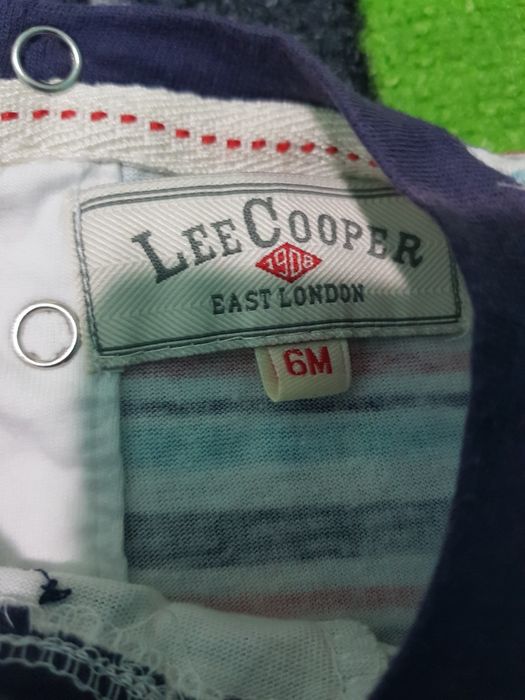 LEE COOPER
1908
EAST LONDON
6M